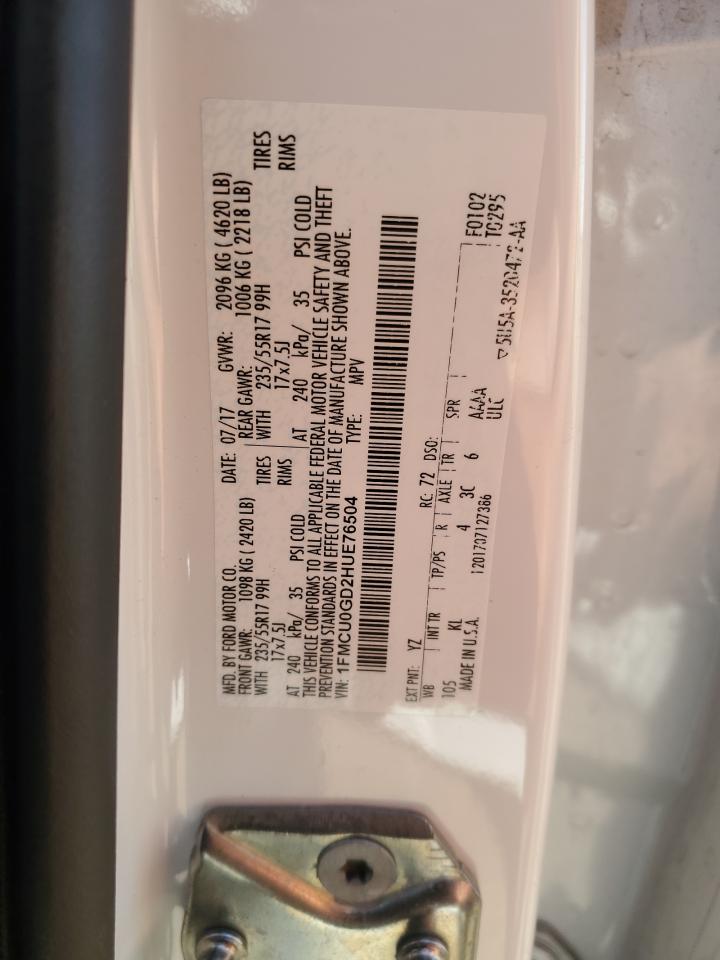 MFD. BY FORD MOTOR CO.
DATE: 07/17 GVWR: 2096 KG ( 4620 LB)
FRONT GAWR: 1098 KG ( 2420 LB) REAR GAWR: 1006 KG ( 2218 LB)
WITH 235/55R17 99H TIRES WITH 235/55R17 99H TIRES
17x7.5J RIMS 17x7.5J RIMS
AT 240 kPa/ 35 PSI COLD AT 240 kPa/ 35 PSI COLD
THIS VEHICLE CONFORMS TO ALL APPLICABLE FEDERAL MOTOR VEHICLE SAFETY AND THEFT
PREVENTION STANDARDS IN EFFECT ON THE DATE OF MANUFACTURE SHOWN ABOVE.
VIN: 1FMCU0GD2HUE76504 TYPE: MPV
EXT PNT: YZ RC: 72 DSO:
WB INT TR TP/PS R AXLE TR SPR F0102
105 KL 4 3C 6 A4AA TG295
MADE IN U.S.A. 1201707127386 ULC